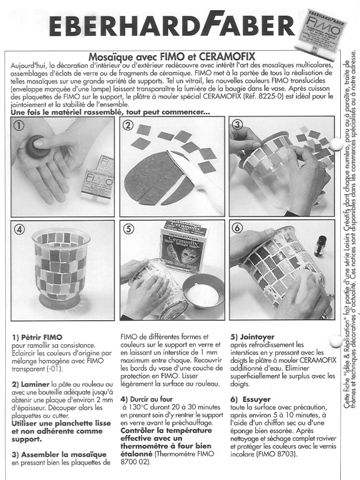 EBERHARD FABER
FIMO
Mosaïque avec FIMO et CERAMOFIX
Aujourd'hui, la décoration d'intérieur ou d'extérieur redécouvre avec intérêt l'art des mosaïques multicolores,
assemblages d'éclats de verre ou de fragments de céramique. FIMO met à la portée de tous la réalisation de
telles mosaïques sur une grande variété de supports. Tel un vitrail, les nouvelles couleurs FIMO translucides
(enveloppe marquée d'une lampe) laissent transparaître la lumière de la bougie dans le vase. Après cuisson
des plaquettes de FIMO sur le support, le plâtre à mouler spécial CERAMOFIX (Réf. 8225-0) est idéal pour le
jointoiement et la stabilité de l'ensemble.
Une fois le matériel rassemblé, tout peut commencer...
1
2
3
4
5
6
1) Pétrir FIMO
pour ramollir sa consistance.
Eclaircir les couleurs d'origine par
mélange homogène avec FIMO
transparent (-01).
2) Laminer la pâte au rouleau ou
avec une bouteille adéquate jusqu'à
obtenir une plaque d'environ 2 mm
d'épaisseur. Découper alors les
plaquettes au cutter.
Utiliser une planchette lisse
et non adhérente comme
support.
3) Assembler la mosaïque
en pressant bien les plaquettes de
FIMO de différentes formes et
couleurs sur le support en verre et
en laissant un interstice de 1 mm
maximum entre chaque. Recouvrir
les bords du vase d'une couche de
protection en FIMO. Lisser
légèrement la surface au rouleau.
4) Durcir au four
à 130°C durant 20 à 30 minutes
en prenant soin d'y rentrer le support
en verre avant le préchauffage.
Contrôler la température
effective avec un
thermomètre à four bien
étalonné (Thermomètre FIMO
8700 02).
5) Jointoyer
après refroidissement les
interstices en y pressant avec les
doigts le plâtre à mouler CERAMOFIX
additionné d'eau. Eliminer
superficiellement le surplus avec les
doigts.
6) Essuyer
toute la surface avec précaution,
après environ 5 à 10 minutes, à
l'aide d'un chiffon sec ou d'une
éponge bien essorée. Après
nettoyage et séchage complet raviver
et protéger les couleurs avec le vernis
incolore (FIMO 8703).
Cette fiche "Idée & Réalisation" fait partie d'une série Loisirs Créatifs dont chaque numéro, paru ou à paraître, traite de
thèmes et techniques décoratives d'actualité. Ces notices sont disponibles dans les commerces spécialisés ou à notre adresse.